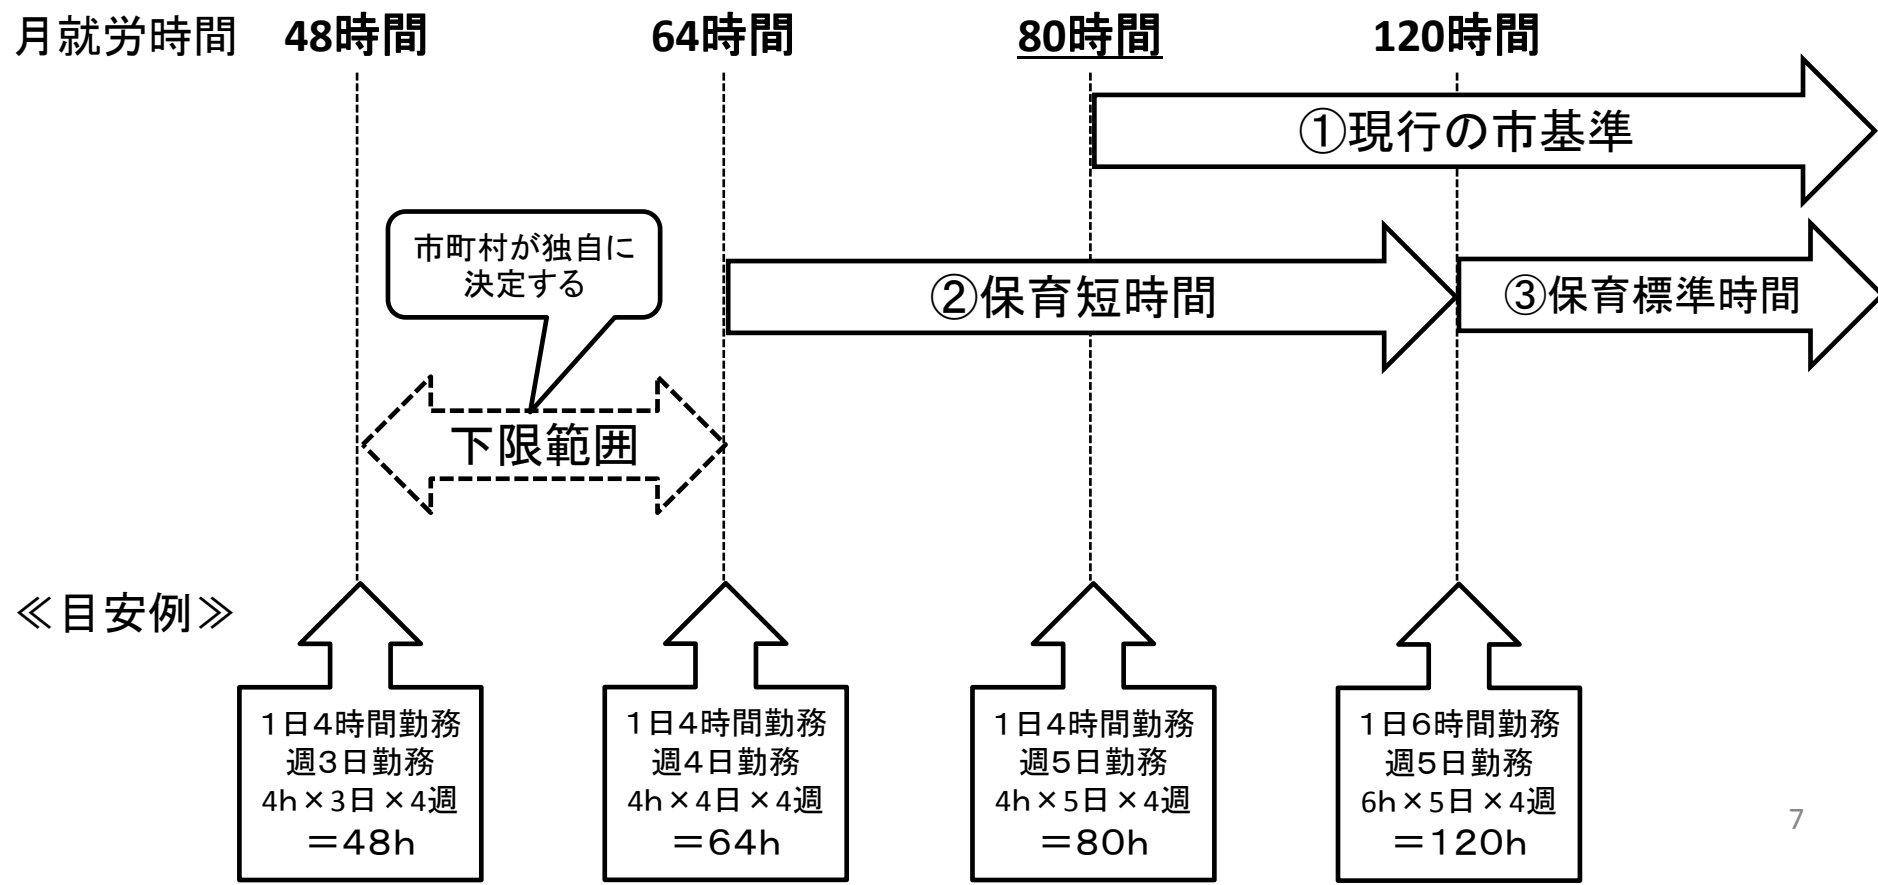 月就労時間 48時間 64時間 80時間 120時間
①現行の市基準
市町村が独自に
決定する
②保育短時間
③保育標準時間
下限範囲
≪目安例≫
1日4時間勤務
週3日勤務
4h×3日×4週
=48h
1日4時間勤務
週4日勤務
4h×4日×4週
=64h
1日4時間勤務
週5日勤務
4h×5日×4週
=80h
1日6時間勤務
週5日勤務
6h×5日×4週
=120h
7